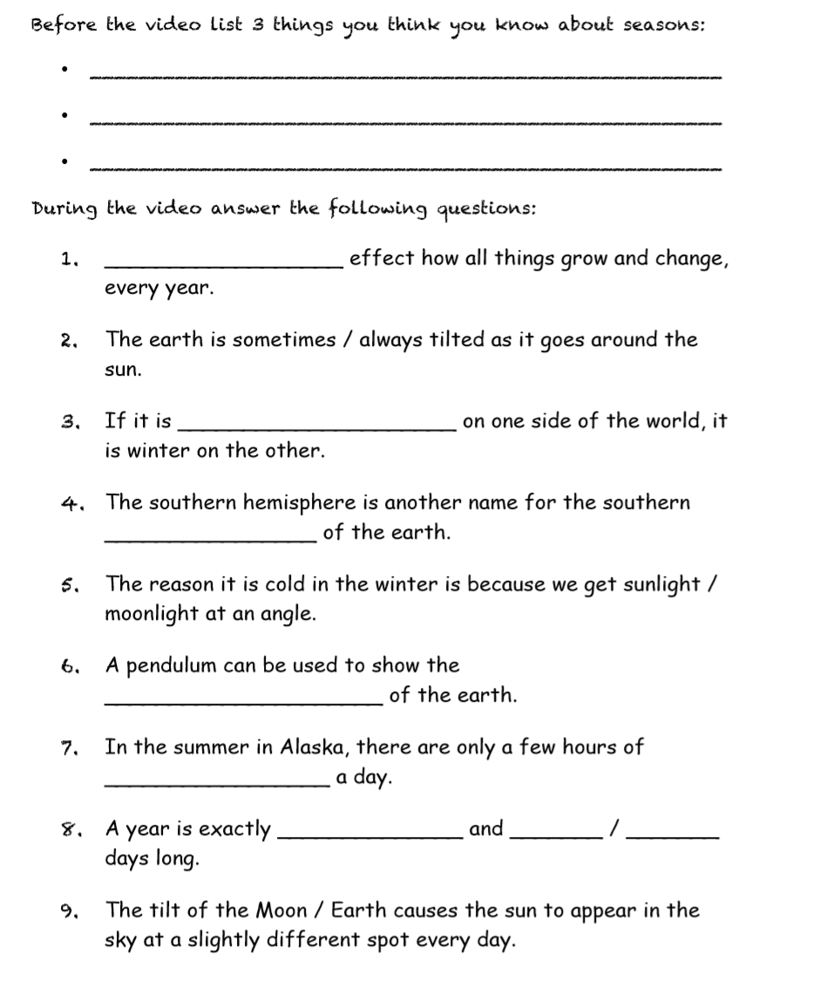 Before the video list 3 things you think you know about seasons:
• ____________________
• ____________________
• ____________________
During the video answer the following questions:
1. ____________________ effect how all things grow and change,
every year.
2. The earth is sometimes / always tilted as it goes around the
sun.
3. If it is ____________________ on one side of the world, it
is winter on the other.
4. The southern hemisphere is another name for the southern
____________________ of the earth.
5. The reason it is cold in the winter is because we get sunlight /
moonlight at an angle.
6. A pendulum can be used to show the
____________________ of the earth.
7. In the summer in Alaska, there are only a few hours of
____________________ a day.
8. A year is exactly ________________ and ________ / ________
days long.
9. The tilt of the Moon / Earth causes the sun to appear in the
sky at a slightly different spot every day.